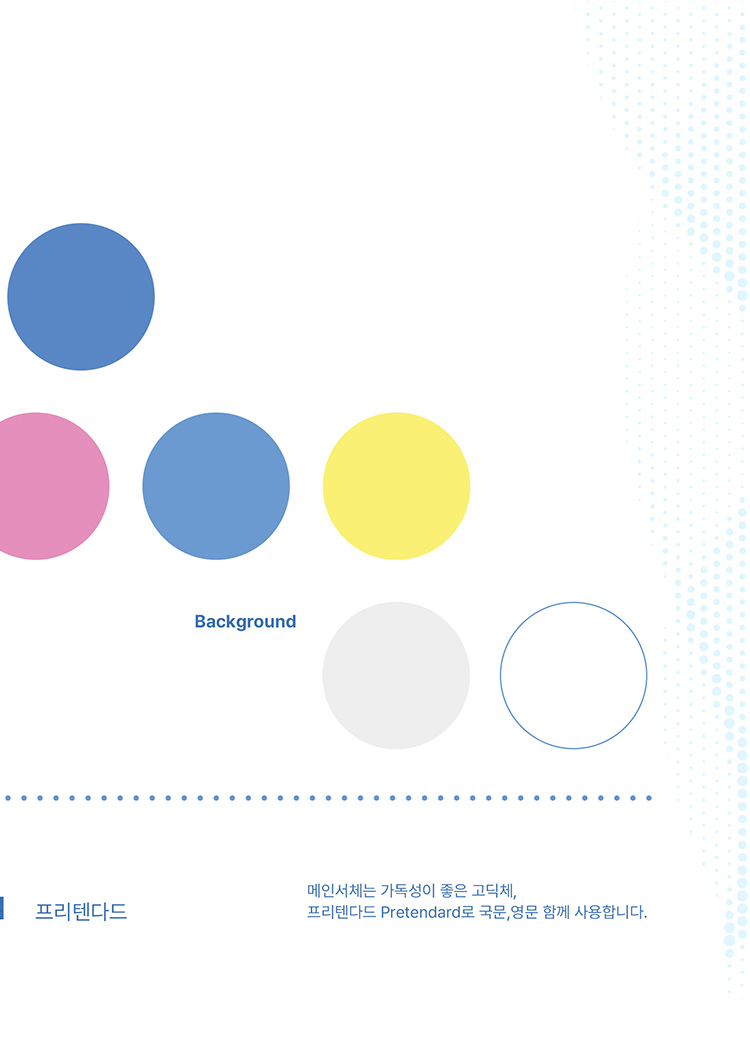 Background
프리텐다드
메인서체는 가독성이 좋은 고딕체,
프리텐다드 Pretendard로 국문,영문 함께 사용합니다.